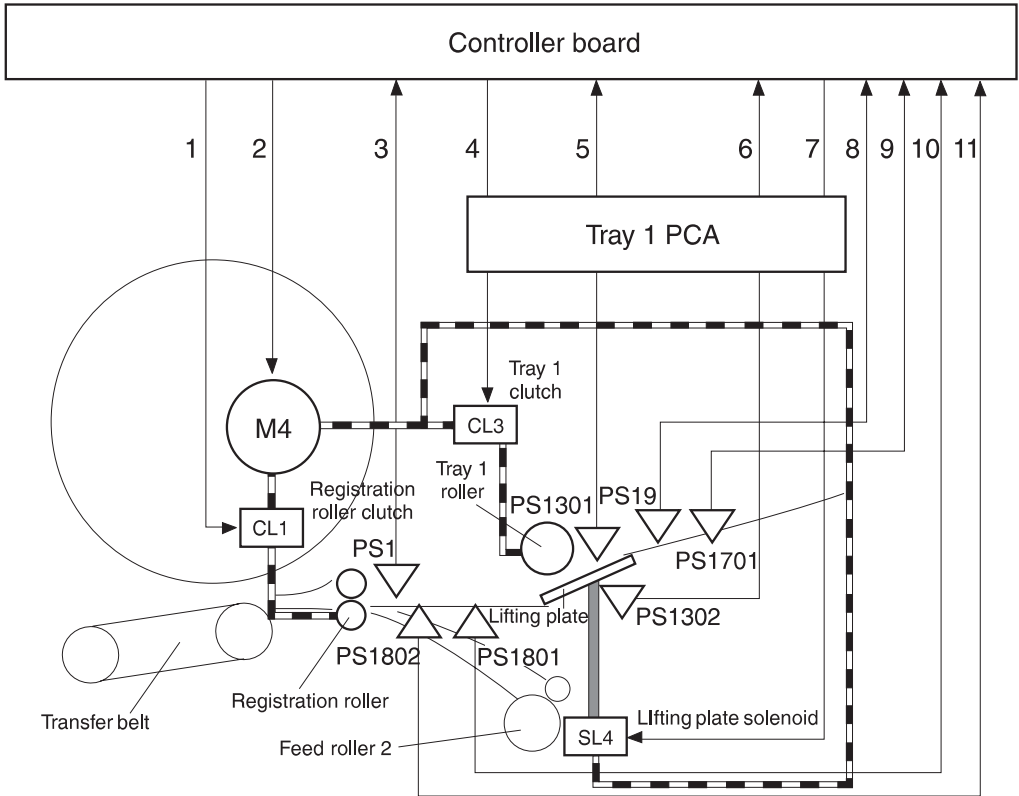 Controller board
1 2 3 4 5 6 7 8 9 10 11
Tray 1 PCA
Tray 1
clutch
M4
CL3
Tray 1
roller
Registration
roller clutch
PS1301
PS19
CL1
PS1
PS1701
Lifting plate
PS1302
PS1802
PS1801
Registration roller
Transfer belt
LIfting plate solenoid
Feed roller 2
SL4